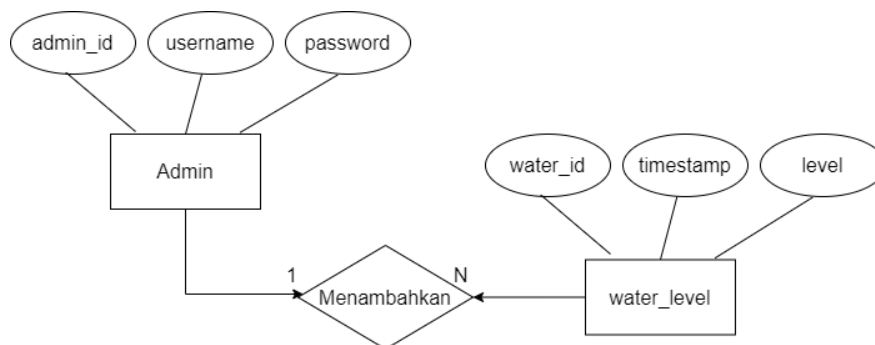 admin_id
username
password
Admin
water_id
timestamp
level
1
N
Menambahkan
water_level